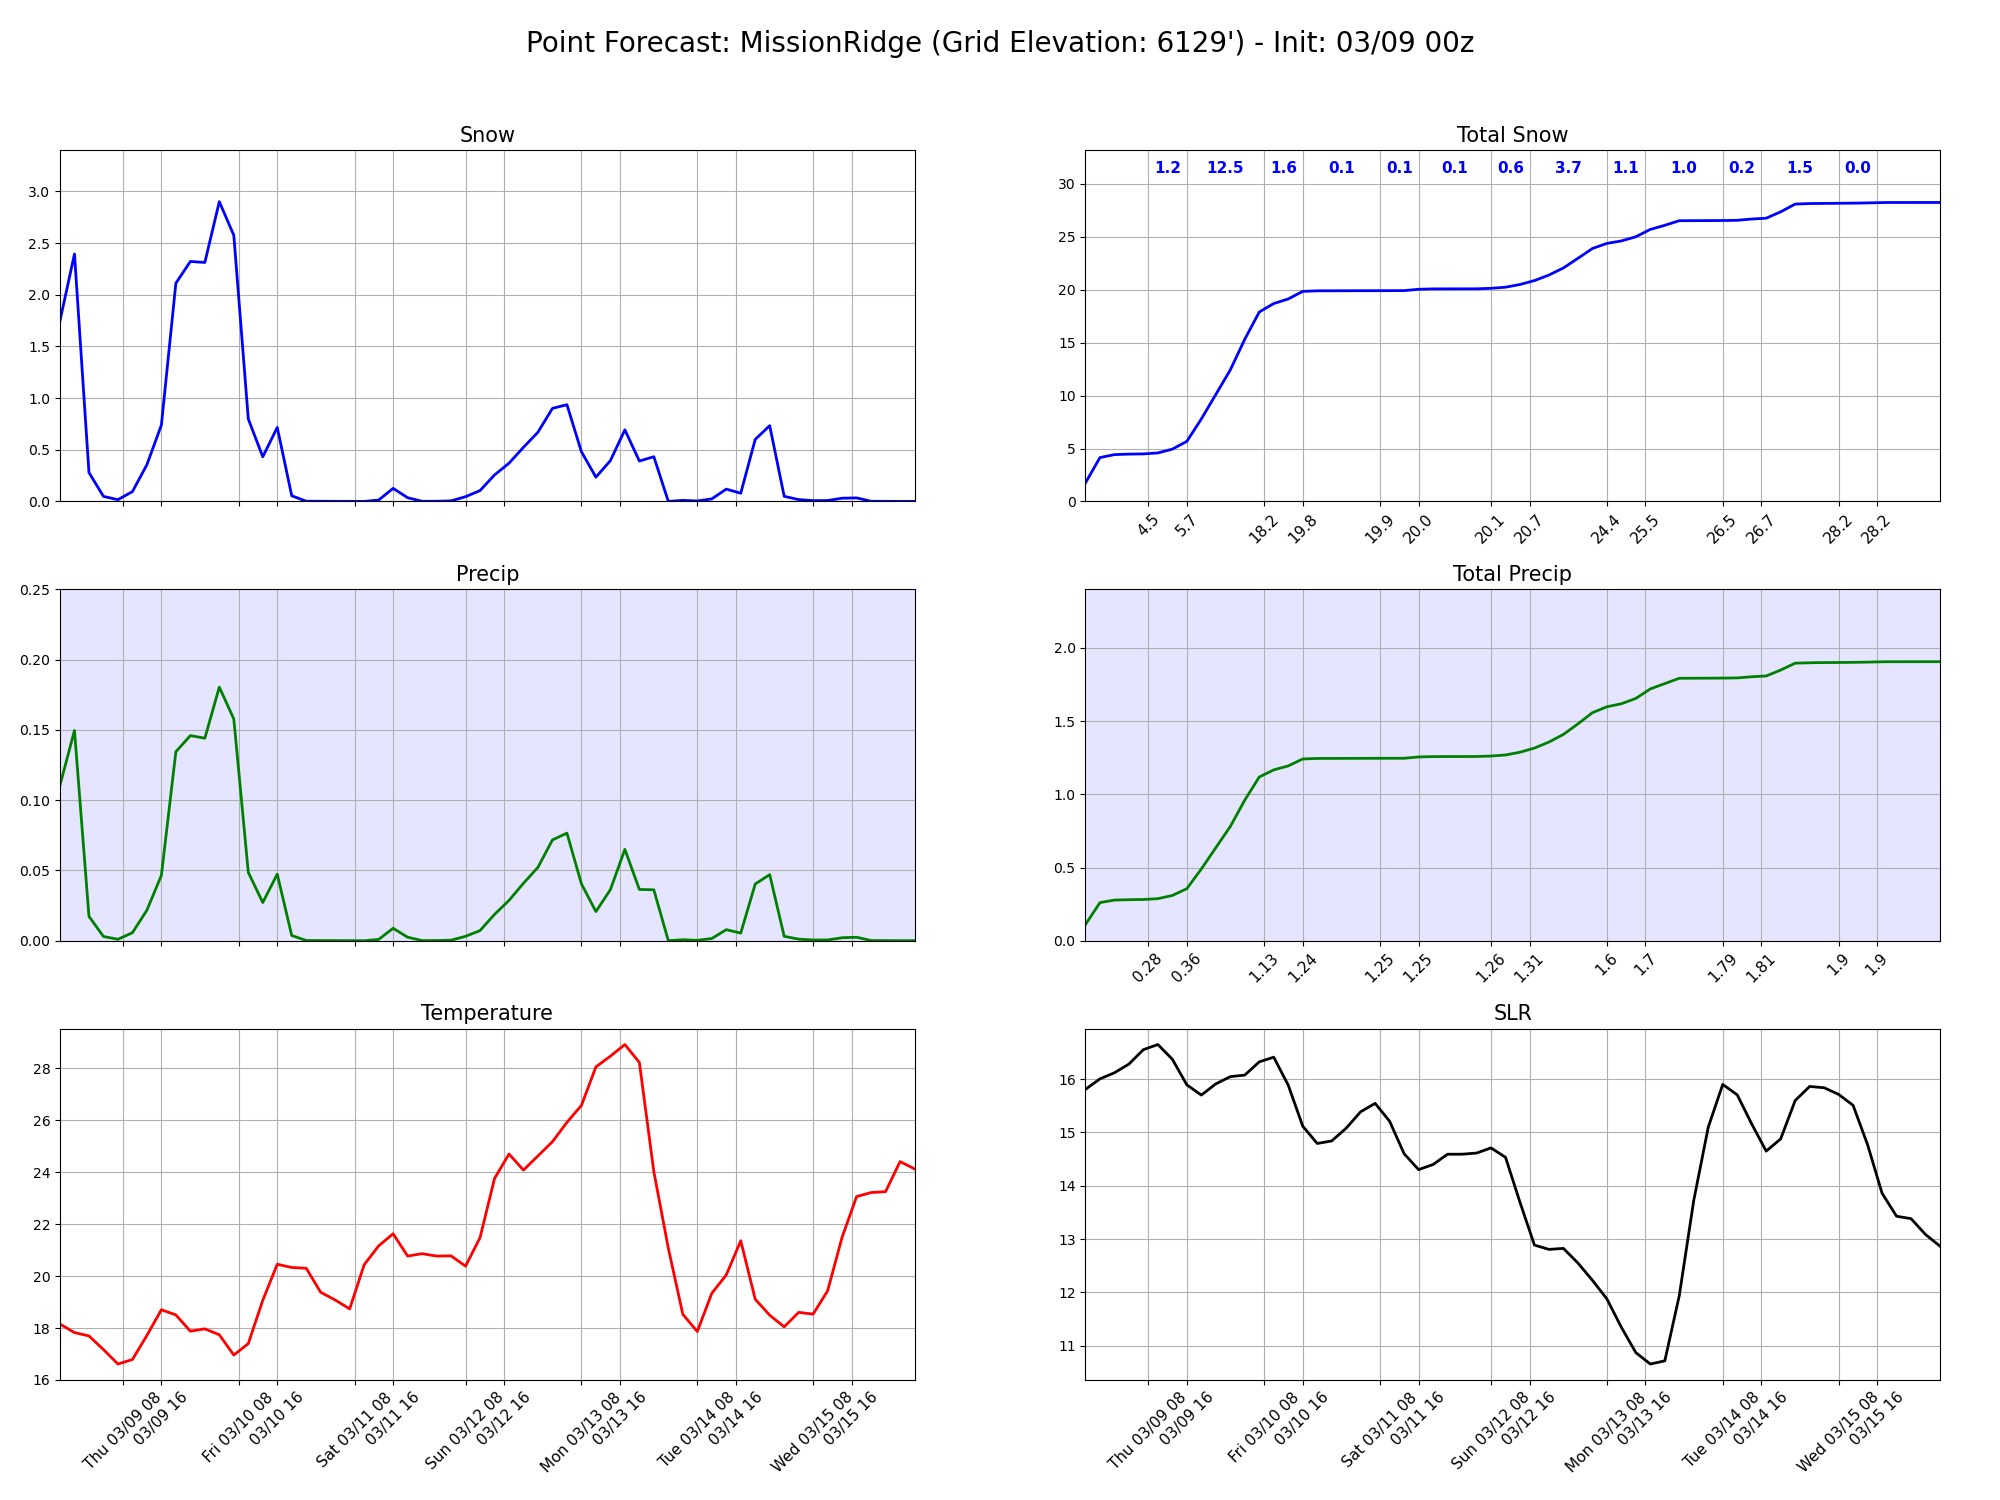 Point Forecast: MissionRidge (Grid Elevation: 6129') - Init: 03/09 00z
Snow
3.0
2.5
2.0
1.5
1.0
0.5
0.0
Total Snow
1.2 12.5 1.6 0.1 0.1 0.1 0.6 3.7 1.1 1.0 0.2 1.5 0.0
30
25
20
15
10
5
0
4.5 5.7 18.2 19.8 19.9 20.0 20.1 20.7 24.4 25.5 26.5 26.7 28.2 28.2
Precip
0.25
0.20
0.15
0.10
0.05
0.00
Total Precip
2.0
1.5
1.0
0.5
0.0
0.28 0.36 1.13 1.24 1.25 1.25 1.26 1.31 1.6 1.7 1.79 1.81 1.9 1.9
Temperature
28
26
24
22
20
18
16
Thu 03/09 08
03/09 16
Fri 03/10 08
03/10 16
Sat 03/11 08
03/11 16
Sun 03/12 08
03/12 16
Mon 03/13 08
03/13 16
Tue 03/14 08
03/14 16
Wed 03/15 08
03/15 16
SLR
16
15
14
13
12
11
Thu 03/09 08
03/09 16
Fri 03/10 08
03/10 16
Sat 03/11 08
03/11 16
Sun 03/12 08
03/12 16
Mon 03/13 08
03/13 16
Tue 03/14 08
03/14 16
Wed 03/15 08
03/15 16